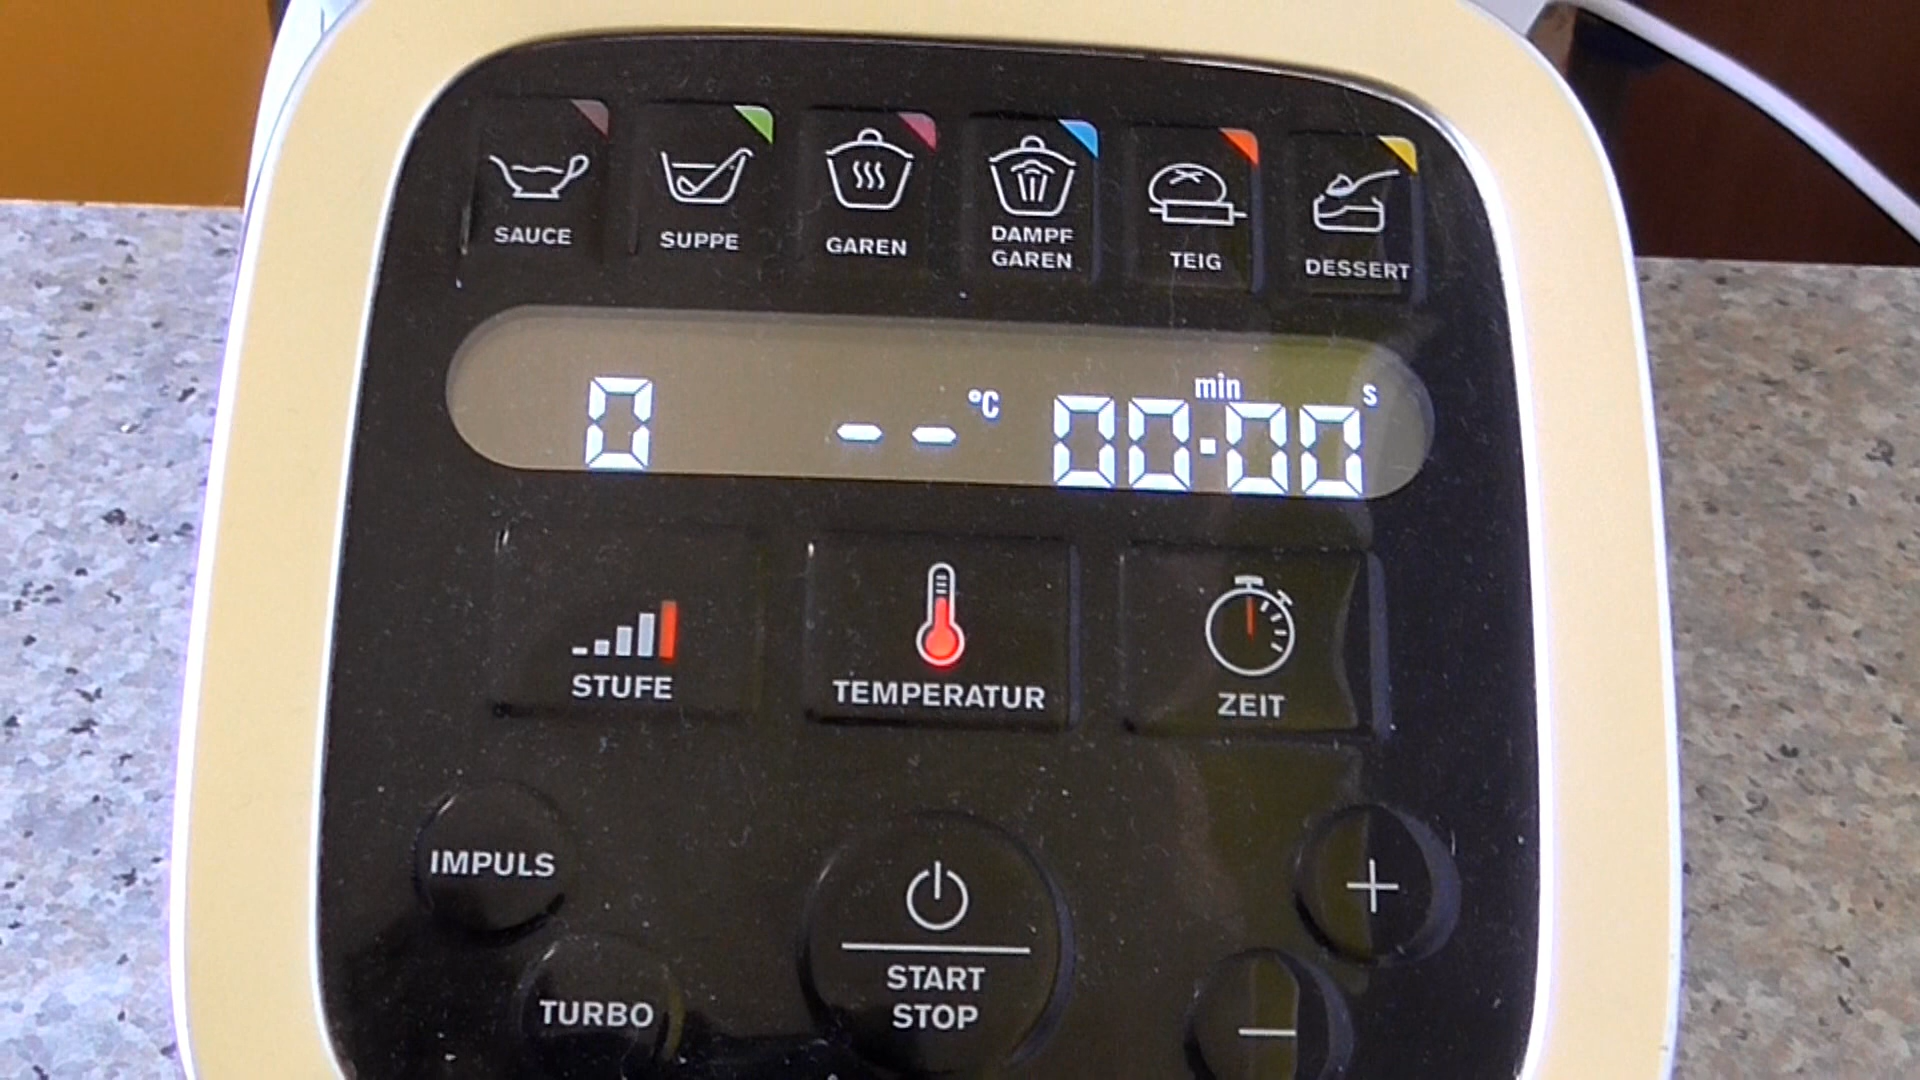 SAUCE
SUPPE
GAREN
DAMPF
GAREN
TEIG
DESSERT
0 -- °C 00:00 min s
STUFE
TEMPERATUR
ZEIT
IMPULS
START
STOP
TURBO